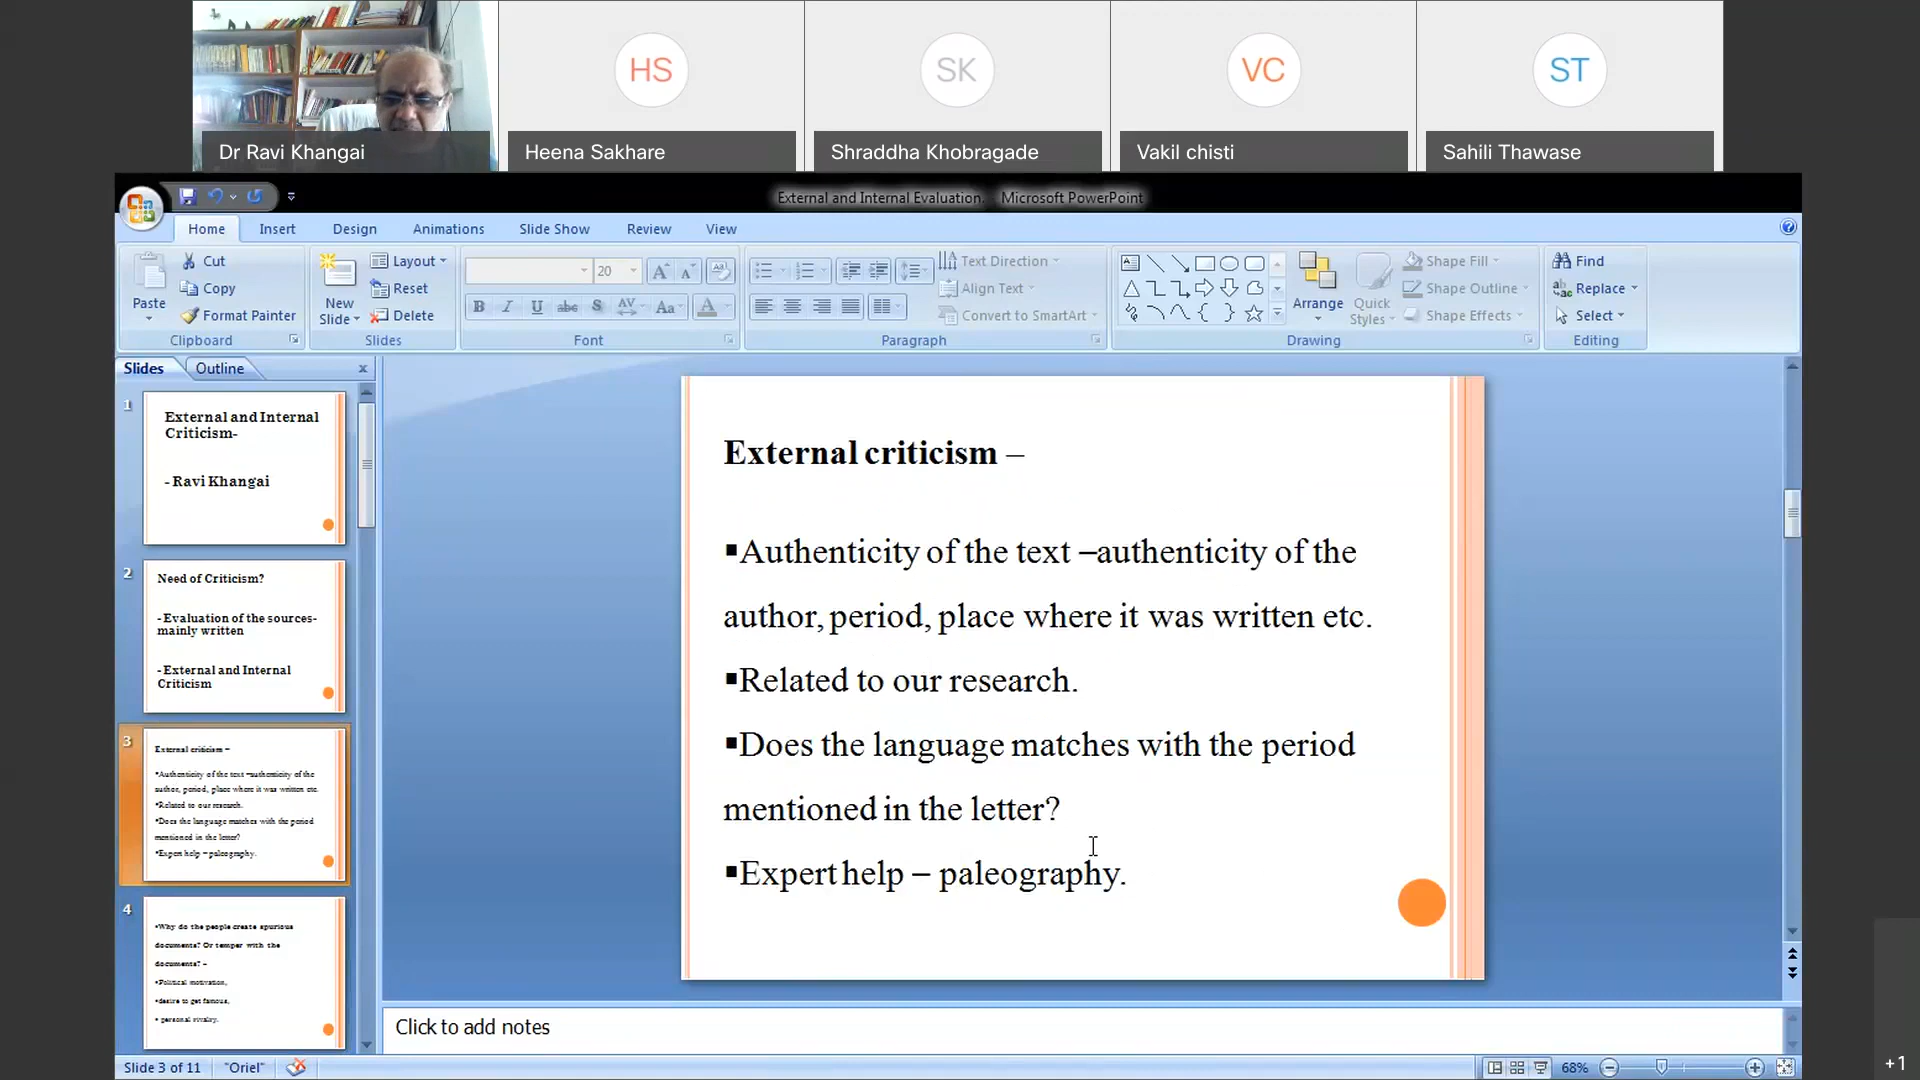 HS
SK
VC
ST
Dr Ravi Khangai
Heena Sakhare
Shraddha Khobragade
Vakil chisti
Sahili Thawase
External and Internal Evaluation. Microsoft PowerPoint
Home Insert Design Animations Slide Show Review View
Paste
Cut
Copy
Format Painter
Clipboard
New
Slide
Layout
Reset
Delete
Slides
20
Font
Text Direction
Align Text
Convert to SmartArt
Paragraph
Arrange
Quick
Styles
Shape Fill
Shape Outline
Shape Effects
Drawing
Find
Replace
Select
Editing
Slides Outline
1
External and Internal
Criticism-
- Ravi Khangai
2
Need of Criticism?
- Evaluation of the sources-
mainly written
- External and Internal
Criticism
3
External criticism –
▪Authenticity of the text –authenticity of the
author, period, place where it was written etc.
▪Related to our research.
▪Does the language matches with the period
mentioned in the letter?
▪Expert help – paleography.
4
▪Why do the people create spurious
documents? Or temper with the
documents? –
▪Political motivation,
▪desire to get famous,
▪ personal rivalry.
External criticism –
▪Authenticity of the text –authenticity of the
author, period, place where it was written etc.
▪Related to our research.
▪Does the language matches with the period
mentioned in the letter?
▪Expert help – paleography.
Click to add notes
Slide 3 of 11 "Oriel"
68%
+1